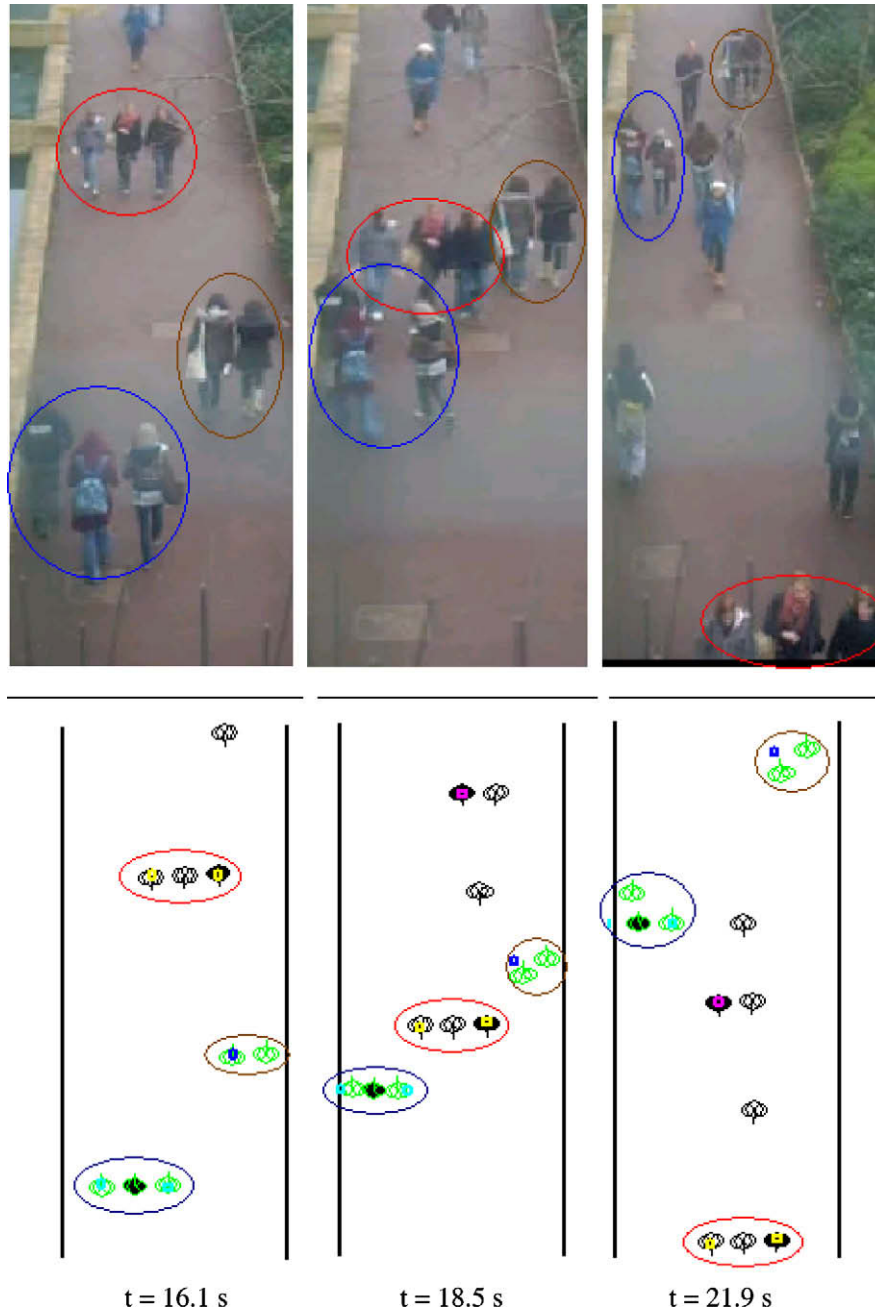 t = 16.1 s
t = 18.5 s
t = 21.9 s